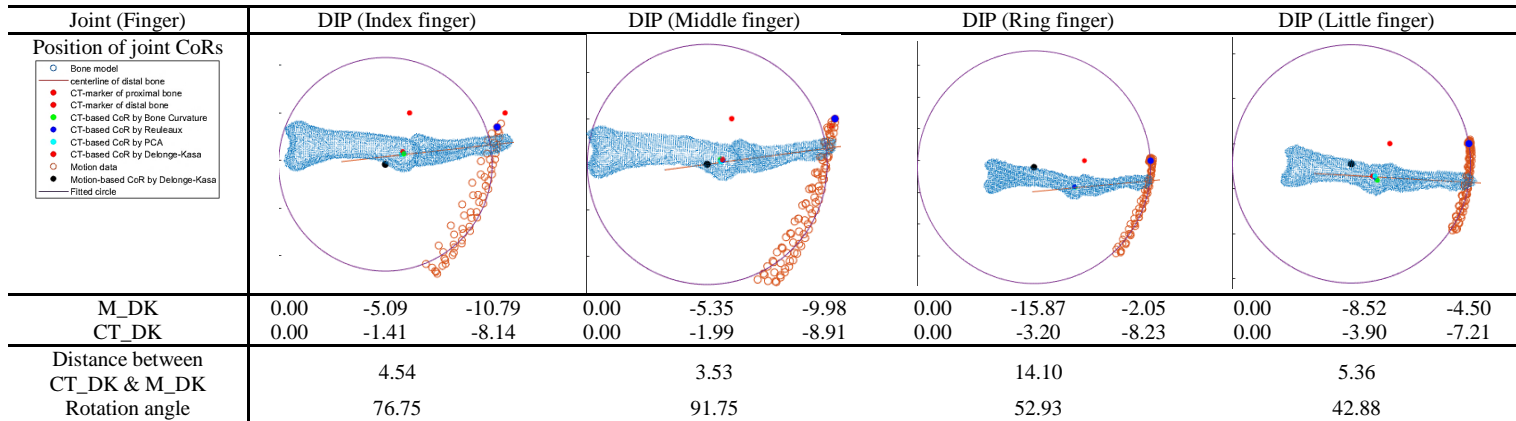 Joint (Finger) DIP (Index finger) DIP (Middle finger) DIP (Ring finger) DIP (Little finger)
Position of joint CoRs
Bone model
centerline of distal bone
CT-marker of proximal bone
CT-marker of distal bone
CT-based CoR by Bone Curvature
CT-based CoR by Reuleaux
CT-based CoR by PCA
CT-based CoR by Delonge-Kasa
Motion data
Motion-based CoR by Delonge-Kasa
Fitted circle
M_DK 0.00 -5.09 -10.79 0.00 -5.35 -9.98 0.00 -15.87 -2.05 0.00 -8.52 -4.50
CT_DK 0.00 -1.41 -8.14 0.00 -1.99 -8.91 0.00 -3.20 -8.23 0.00 -3.90 -7.21
Distance between
CT_DK & M_DK 4.54 3.53 14.10 5.36
Rotation angle 76.75 91.75 52.93 42.88